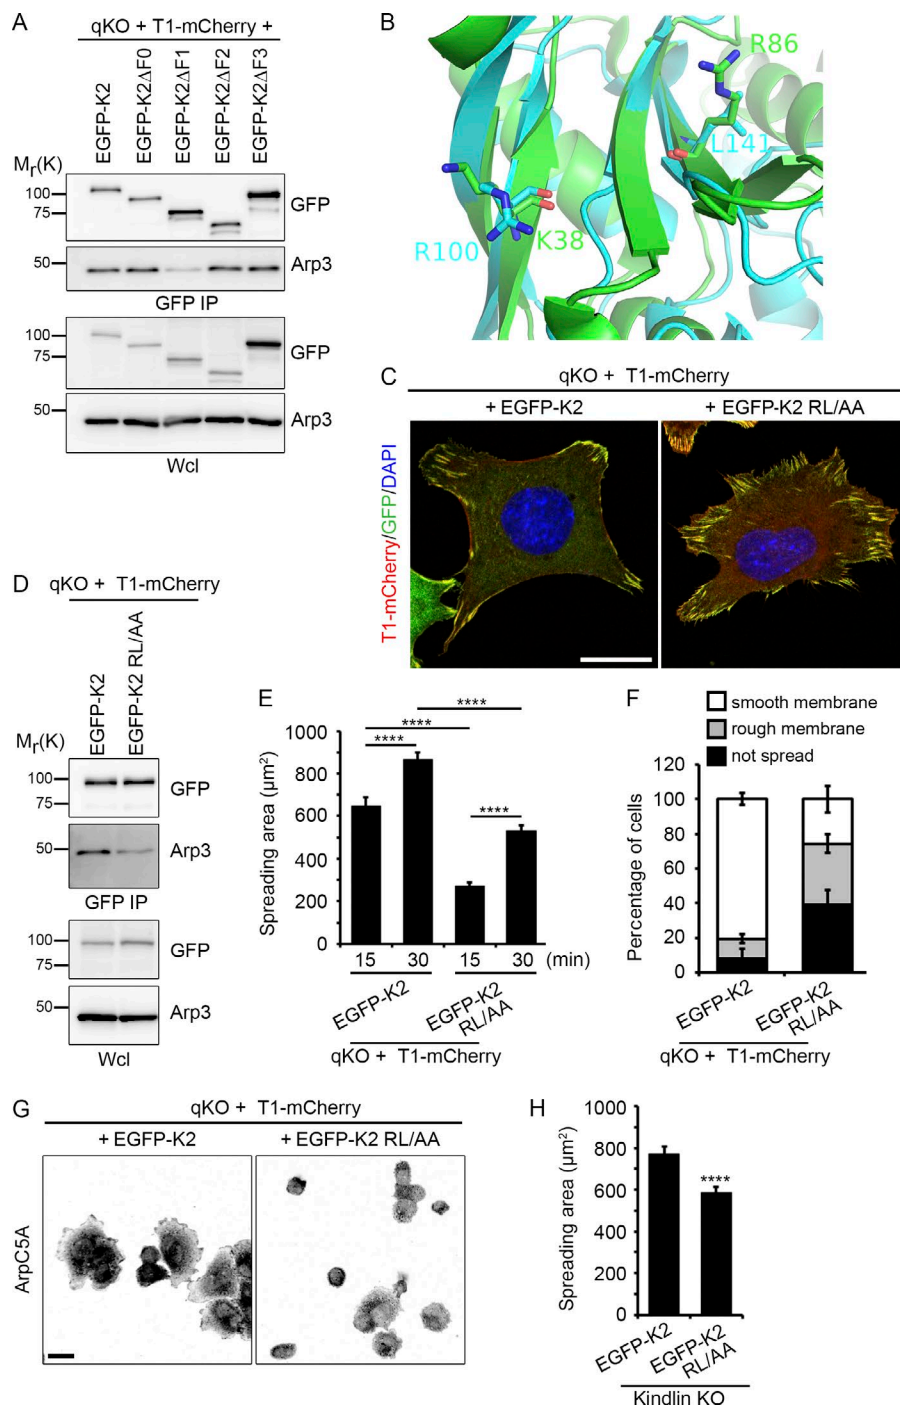 A
qKO + T1-mCherry +
EGFP-K2
EGFP-K2ΔF0
EGFP-K2ΔF1
EGFP-K2ΔF2
EGFP-K2ΔF3
Mr(K)
100
75
GFP
50
Arp3
GFP IP
100
75
GFP
50
Arp3
Wcl
B
R86
L141
R100
K38
C
qKO + T1-mCherry
+ EGFP-K2
+ EGFP-K2 RL/AA
T1-mCherry/GFP/DAPI
D
qKO + T1-mCherry
EGFP-K2
EGFP-K2 RL/AA
Mr(K)
100
75
GFP
50
Arp3
GFP IP
100
75
GFP
50
Arp3
Wcl
E
Spreading area (µm²)
1000
800
600
400
200
0
****
****
****
****
15
30
15
30
(min)
EGFP-K2
EGFP-K2
RL/AA
qKO + T1-mCherry
F
smooth membrane
rough membrane
not spread
Percentage of cells
120
100
80
60
40
20
0
EGFP-K2
EGFP-K2
RL/AA
qKO + T1-mCherry
G
qKO + T1-mCherry
+ EGFP-K2
+ EGFP-K2 RL/AA
ArpC5A
H
Spreading area (µm²)
1000
800
600
400
200
0
****
EGFP-K2
EGFP-K2
RL/AA
Kindlin KO